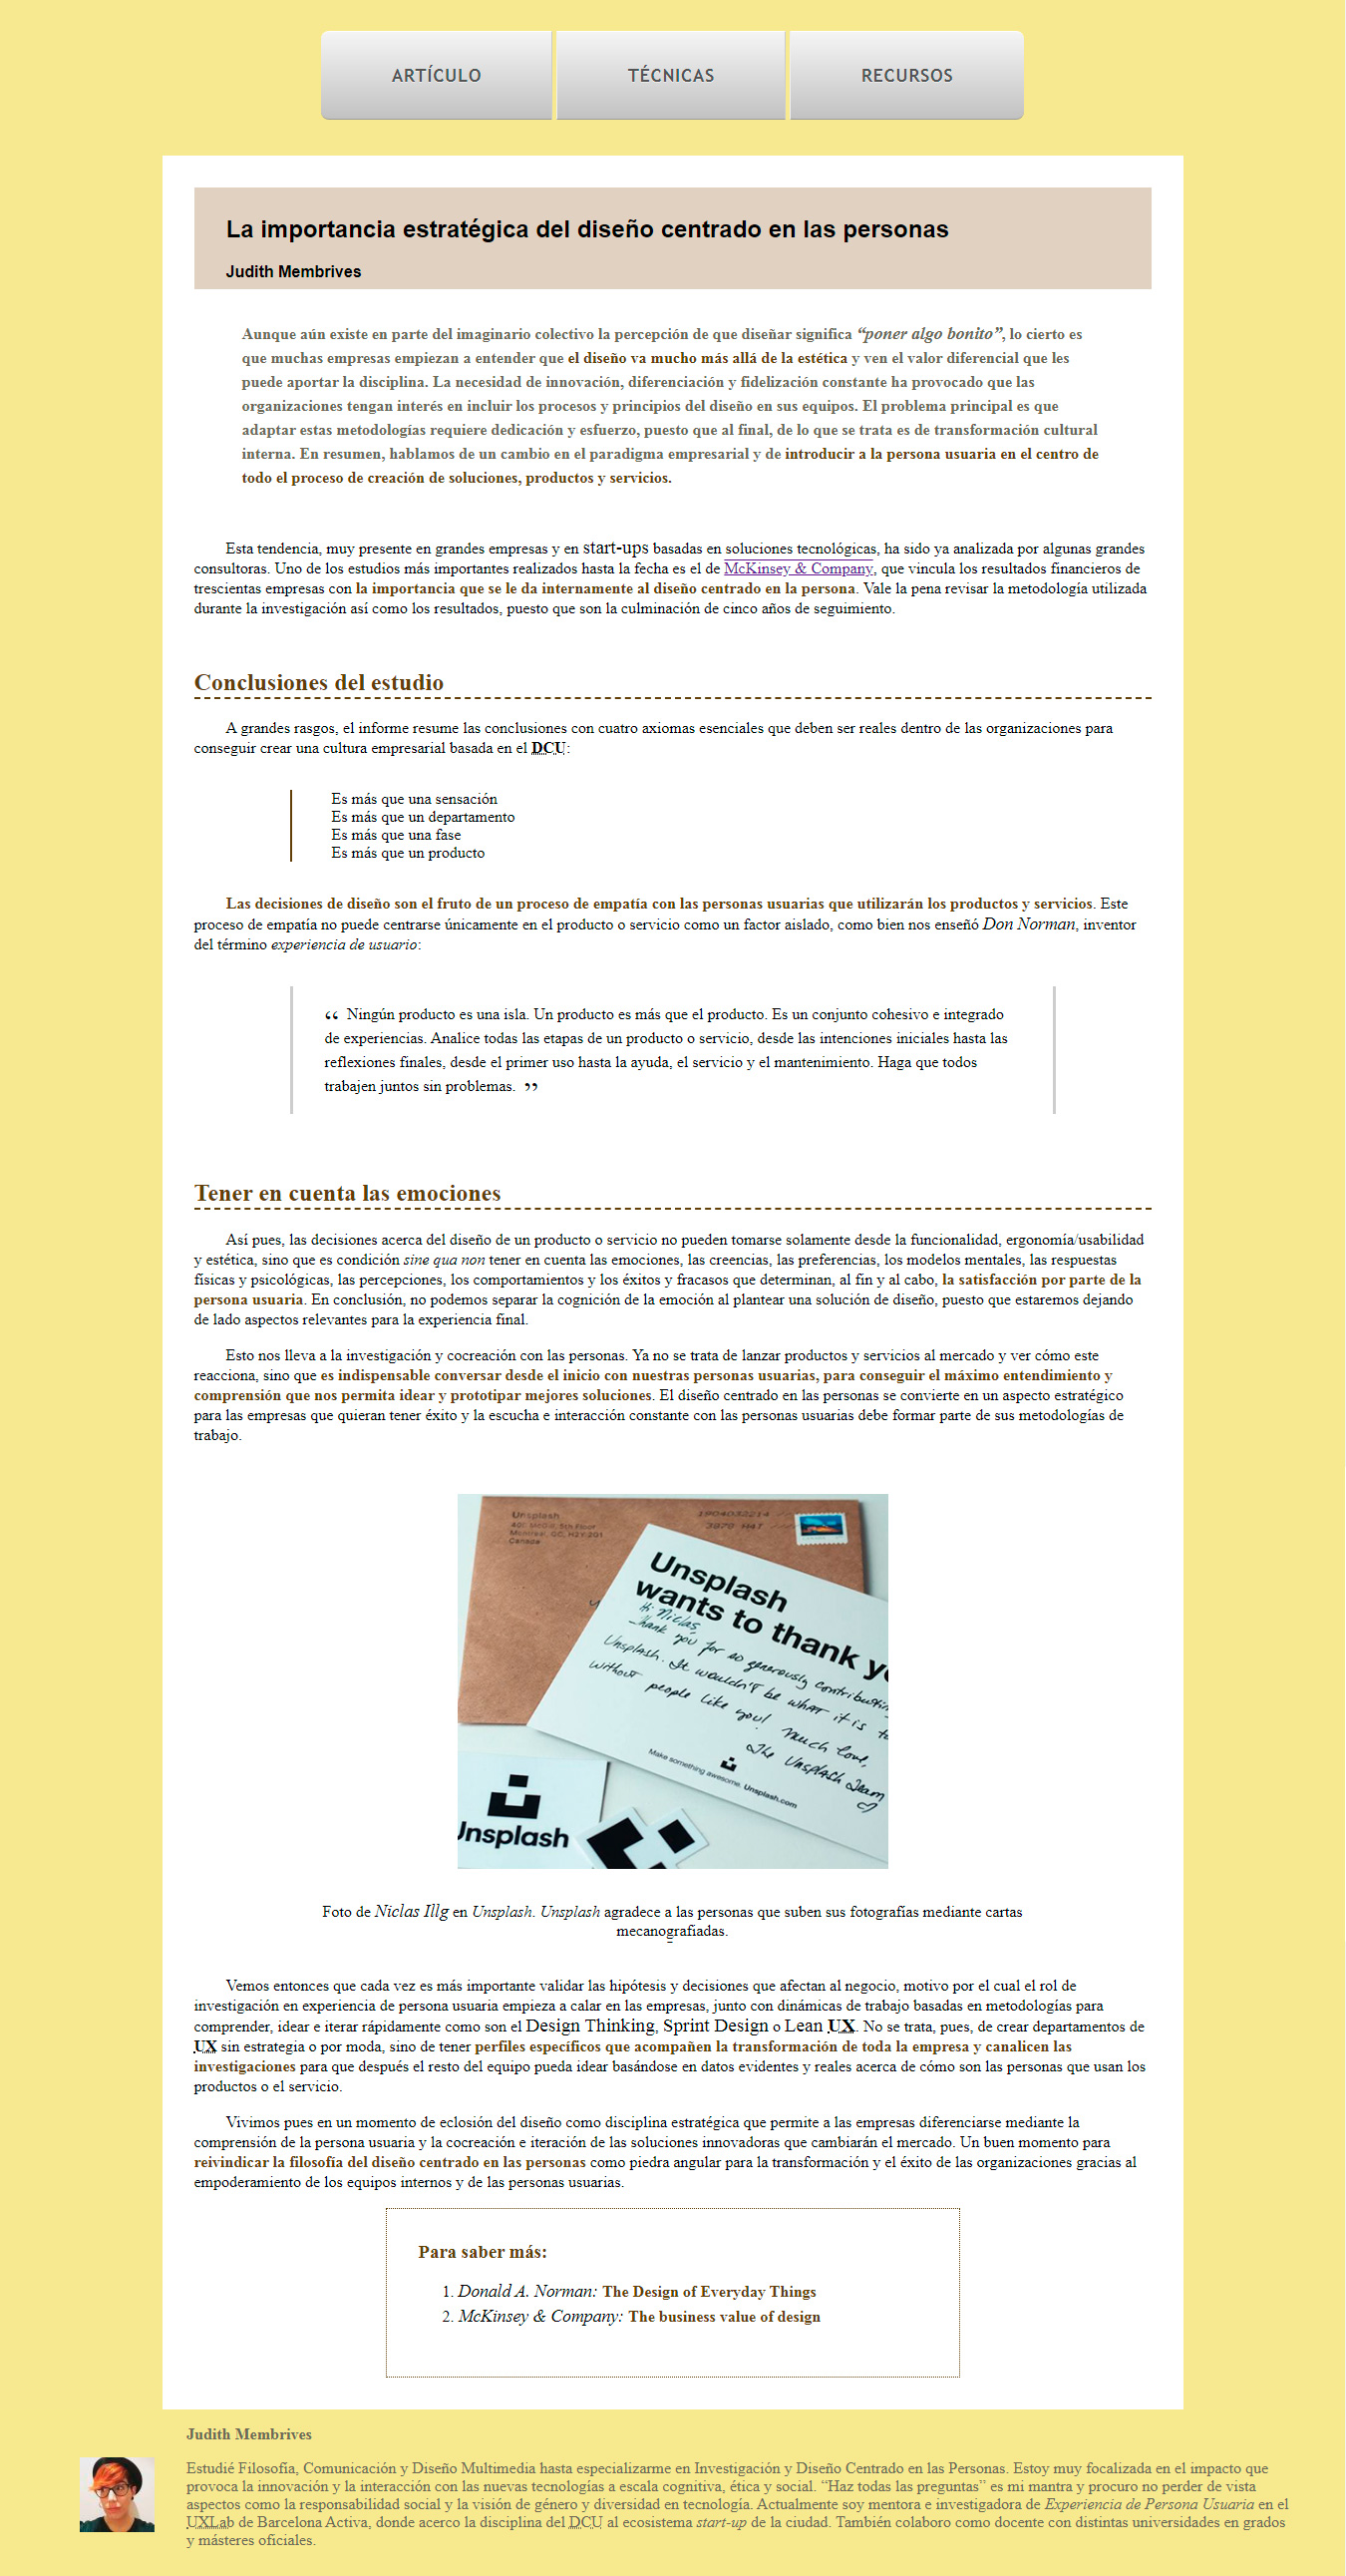 ARTÍCULO
TÉCNICAS
RECURSOS
La importancia estratégica del diseño centrado en las personas
Judith Membrives
Aunque aún existe en parte del imaginario colectivo la percepción de que diseñar significa “poner algo bonito”, lo cierto es
que muchas empresas empiezan a entender que el diseño va mucho más allá de la estética y ven el valor diferencial que les
puede aportar la disciplina. La necesidad de innovación, diferenciación y fidelización constante ha provocado que las
organizaciones tengan interés en incluir los procesos y principios del diseño en sus equipos. El problema principal es que
adaptar estas metodologías requiere dedicación y esfuerzo, puesto que al final, de lo que se trata es de transformación cultural
interna. En resumen, hablamos de un cambio en el paradigma empresarial y de introducir a la persona usuaria en el centro de
todo el proceso de creación de soluciones, productos y servicios.
Esta tendencia, muy presente en grandes empresas y en start-ups basadas en soluciones tecnológicas, ha sido ya analizada por algunas grandes
consultoras. Uno de los estudios más importantes realizados hasta la fecha es el de McKinsey & Company, que vincula los resultados financieros de
trescientas empresas con la importancia que se le da internamente al diseño centrado en la persona. Vale la pena revisar la metodología utilizada
durante la investigación así como los resultados, puesto que son la culminación de cinco años de seguimiento.
Conclusiones del estudio
A grandes rasgos, el informe resume las conclusiones con cuatro axiomas esenciales que deben ser reales dentro de las organizaciones para
conseguir crear una cultura empresarial basada en el DCU:
Es más que una sensación
Es más que un departamento
Es más que una fase
Es más que un producto
Las decisiones de diseño son el fruto de un proceso de empatía con las personas usuarias que utilizarán los productos y servicios. Este
proceso de empatía no puede centrarse únicamente en el producto o servicio como un factor aislado, como bien nos enseñó Don Norman, inventor
del término experiencia de usuario:
“ Ningún producto es una isla. Un producto es más que el producto. Es un conjunto cohesivo e integrado
de experiencias. Analice todas las etapas de un producto o servicio, desde las intenciones iniciales hasta las
reflexiones finales, desde el primer uso hasta la ayuda, el servicio y el mantenimiento. Haga que todos
trabajen juntos sin problemas. ”
Tener en cuenta las emociones
Así pues, las decisiones acerca del diseño de un producto o servicio no pueden tomarse solamente desde la funcionalidad, ergonomía/usabilidad
y estética, sino que es condición sine qua non tener en cuenta las emociones, las creencias, las preferencias, los modelos mentales, las respuestas
físicas y psicológicas, las percepciones, los comportamientos y los éxitos y fracasos que determinan, al fin y al cabo, la satisfacción por parte de la
persona usuaria. En conclusión, no podemos separar la cognición de la emoción al plantear una solución de diseño, puesto que estaremos dejando
de lado aspectos relevantes para la experiencia final.
Esto nos lleva a la investigación y cocreación con las personas. Ya no se trata de lanzar productos y servicios al mercado y ver cómo este
reacciona, sino que es indispensable conversar desde el inicio con nuestras personas usuarias, para conseguir el máximo entendimiento y
comprensión que nos permita idear y prototipar mejores soluciones. El diseño centrado en las personas se convierte en un aspecto estratégico
para las empresas que quieran tener éxito y la escucha e interacción constante con las personas usuarias debe formar parte de sus metodologías de
trabajo.
Unsplash
Canada
Unsplash
wants to thank
Hi Niclas,
Thank you for so generously
Unsplash. It wouldn't be what it is
without people like you! Much love,
The Unsplash Team
Make something awesome. Unsplash.com
Unsplash
Foto de Niclas Illg en Unsplash. Unsplash agradece a las personas que suben sus fotografías mediante cartas
mecanografiadas.
Vemos entonces que cada vez es más importante validar las hipótesis y decisiones que afectan al negocio, motivo por el cual el rol de
investigación en experiencia de persona usuaria empieza a calar en las empresas, junto con dinámicas de trabajo basadas en metodologías para
comprender, idear e iterar rápidamente como son el Design Thinking, Sprint Design o Lean UX. No se trata, pues, de crear departamentos de
UX sin estrategia o por moda, sino de tener perfiles específicos que acompañen la transformación de toda la empresa y canalicen las
investigaciones para que después el resto del equipo pueda idear basándose en datos evidentes y reales acerca de cómo son las personas que usan los
productos o el servicio.
Vivimos pues en un momento de eclosión del diseño como disciplina estratégica que permite a las empresas diferenciarse mediante la
comprensión de la persona usuaria y la cocreación e iteración de las soluciones innovadoras que cambiarán el mercado. Un buen momento para
reivindicar la filosofía del diseño centrado en las personas como piedra angular para la transformación y el éxito de las organizaciones gracias al
empoderamiento de los equipos internos y de las personas usuarias.
Para saber más:
1. Donald A. Norman: The Design of Everyday Things
2. McKinsey & Company: The business value of design
Judith Membrives
Estudié Filosofía, Comunicación y Diseño Multimedia hasta especializarme en Investigación y Diseño Centrado en las Personas. Estoy muy focalizada en el impacto que
provoca la innovación y la interacción con las nuevas tecnologías a escala cognitiva, ética y social. “Haz todas las preguntas” es mi mantra y procuro no perder de vista
aspectos como la responsabilidad social y la visión de género y diversidad en tecnología. Actualmente soy mentora e investigadora de Experiencia de Persona Usuaria en el
UXLab de Barcelona Activa, donde acerco la disciplina del DCU al ecosistema start-up de la ciudad. También colaboro como docente con distintas universidades en grados
y másteres oficiales.